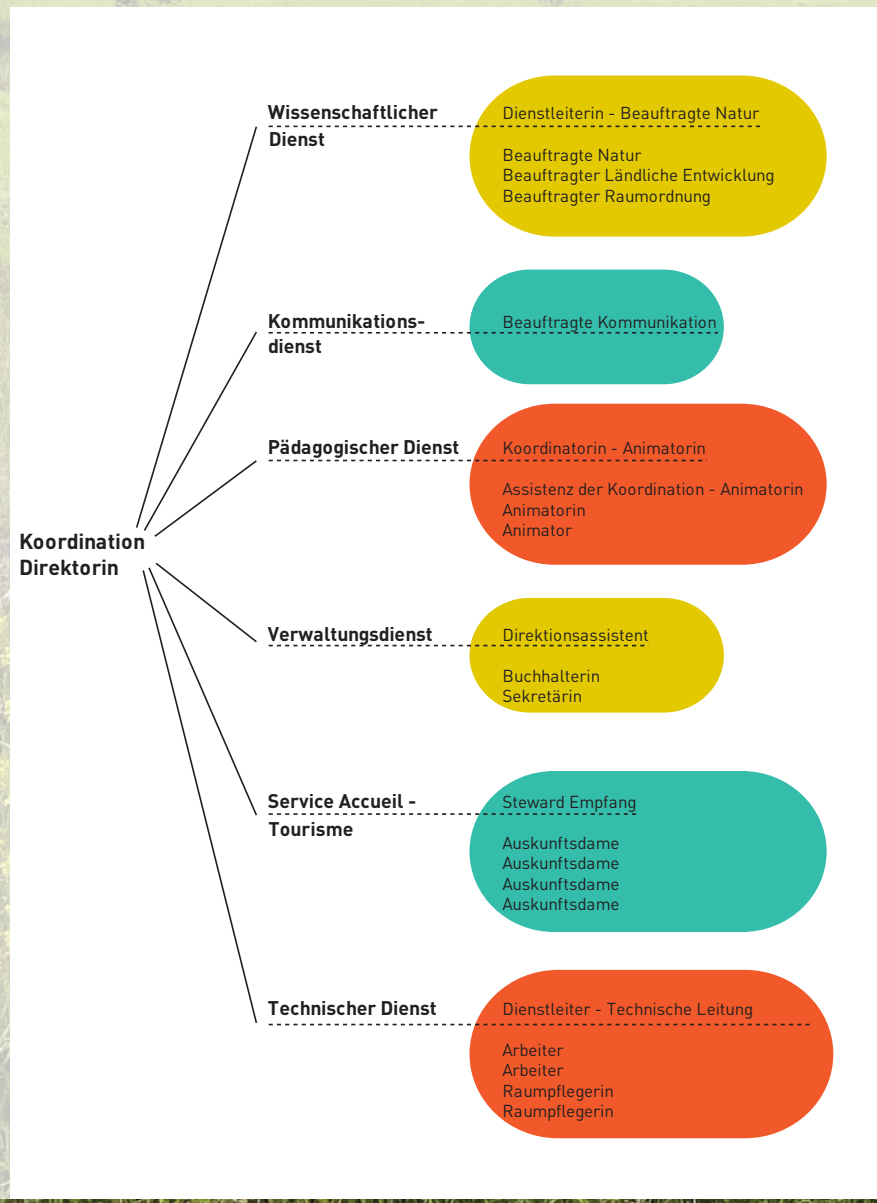 Koordination
Direktorin
Wissenschaftlicher
Dienst
Dienstleiterin - Beauftragte Natur
Beauftragte Natur
Beauftragter Ländliche Entwicklung
Beauftragter Raumordnung
Kommunikations-
dienst
Beauftragte Kommunikation
Pädagogischer Dienst
Koordinatorin - Animatorin
Assistenz der Koordination - Animatorin
Animatorin
Animator
Verwaltungsdienst
Direktionsassistent
Buchhalterin
Sekretärin
Service Accueil -
Tourisme
Steward Empfang
Auskunftsdame
Auskunftsdame
Auskunftsdame
Auskunftsdame
Technischer Dienst
Dienstleiter - Technische Leitung
Arbeiter
Arbeiter
Raumpflegerin
Raumpflegerin